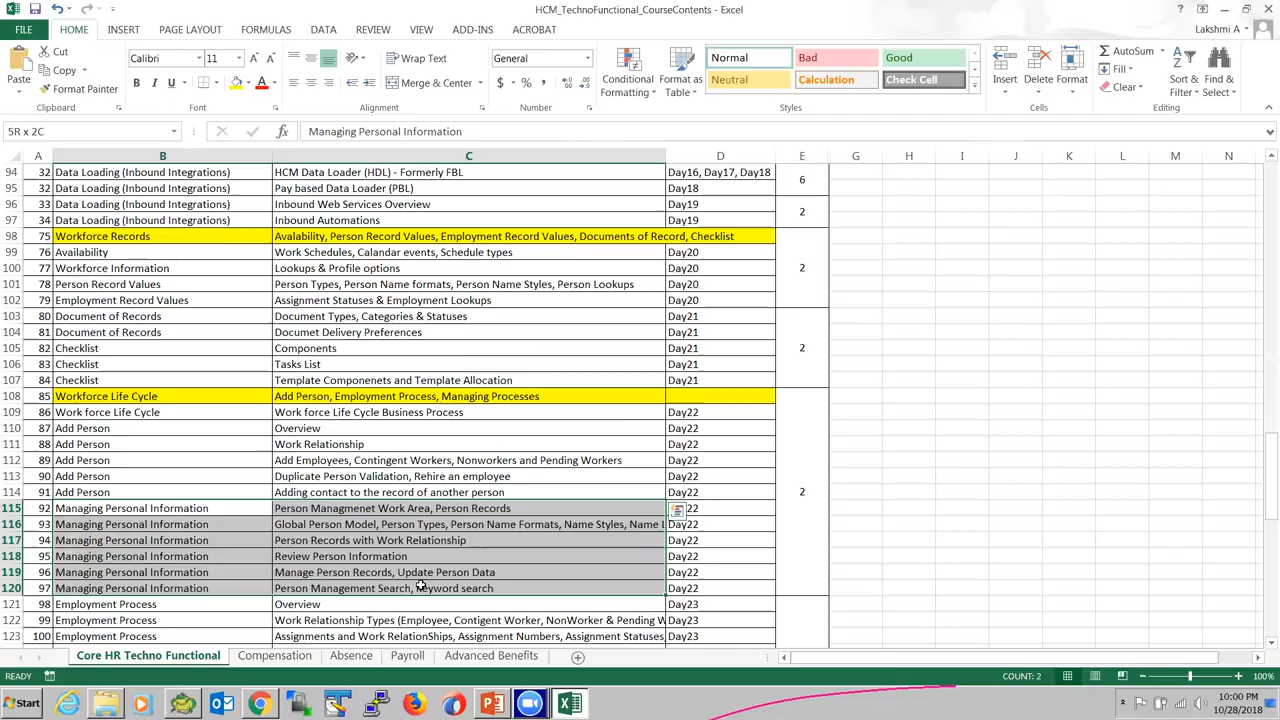 HCM_TechnoFunctional_CourseContents - Excel
FILE HOME INSERT PAGE LAYOUT FORMULAS DATA REVIEW VIEW ADD-INS ACROBAT Lakshmi A
Cut
Copy
Format Painter
Paste
Clipboard
Calibri 11
B I U
Font
Wrap Text
Merge & Center
Alignment
General
$ % ,
Number
Conditional Formatting
Format as Table
Normal Bad Good
Neutral Calculation Check Cell
Styles
Insert Delete Format
Cells
AutoSum
Fill
Clear
Sort & Filter
Find & Select
Editing
5R x 2C fx Managing Personal Information
A B C D E F G H I J K L M N
94 32 Data Loading (Inbound Integrations) HCM Data Loader (HDL) - Formerly FBL Day16, Day17, Day18 6
95 32 Data Loading (Inbound Integrations) Pay based Data Loader (PBL) Day18
96 33 Data Loading (Inbound Integrations) Inbound Web Services Overview Day19 2
97 34 Data Loading (Inbound Integrations) Inbound Automations Day19
98 75 Workforce Records Avalability, Person Record Values, Employment Record Values, Documents of Record, Checklist
99 76 Availability Work Schedules, Calandar events, Schedule types Day20
100 77 Workforce Information Lookups & Profile options Day20 2
101 78 Person Record Values Person Types, Person Name formats, Person Name Styles, Person Lookups Day20
102 79 Employment Record Values Assignment Statuses & Employment Lookups Day20
103 80 Document of Records Document Types, Categories & Statuses Day21
104 81 Document of Records Documet Delivery Preferences Day21
105 82 Checklist Components Day21 2
106 83 Checklist Tasks List Day21
107 84 Checklist Template Componenets and Template Allocation Day21
108 85 Workforce Life Cycle Add Person, Employment Process, Managing Processes
109 86 Work force Life Cycle Work force Life Cycle Business Process Day22
110 87 Add Person Overview Day22
111 88 Add Person Work Relationship Day22
112 89 Add Person Add Employees, Contingent Workers, Nonworkers and Pending Workers Day22
113 90 Add Person Duplicate Person Validation, Rehire an employee Day22
114 91 Add Person Adding contact to the record of another person Day22 2
115 92 Managing Personal Information Person Managmenet Work Area, Person Records 22
116 93 Managing Personal Information Global Person Model, Person Types, Person Name Formats, Name Styles, Name L Day22
117 94 Managing Personal Information Person Records with Work Relationship Day22
118 95 Managing Personal Information Review Person Information Day22
119 96 Managing Personal Information Manage Person Records, Update Person Data Day22
120 97 Managing Personal Information Person Management Search, Keyword search Day22
121 98 Employment Process Overview Day23
122 99 Employment Process Work Relationship Types (Employee, Contigent Worker, NonWorker & Pending W Day23
123 100 Employment Process Assignments and Work RelationShips, Assignment Numbers, Assignment Statuses, Day23
Core HR Techno Functional Compensation Absence Payroll Advanced Benefits
READY COUNT: 2 100%
Start 10:00 PM
10/28/2018